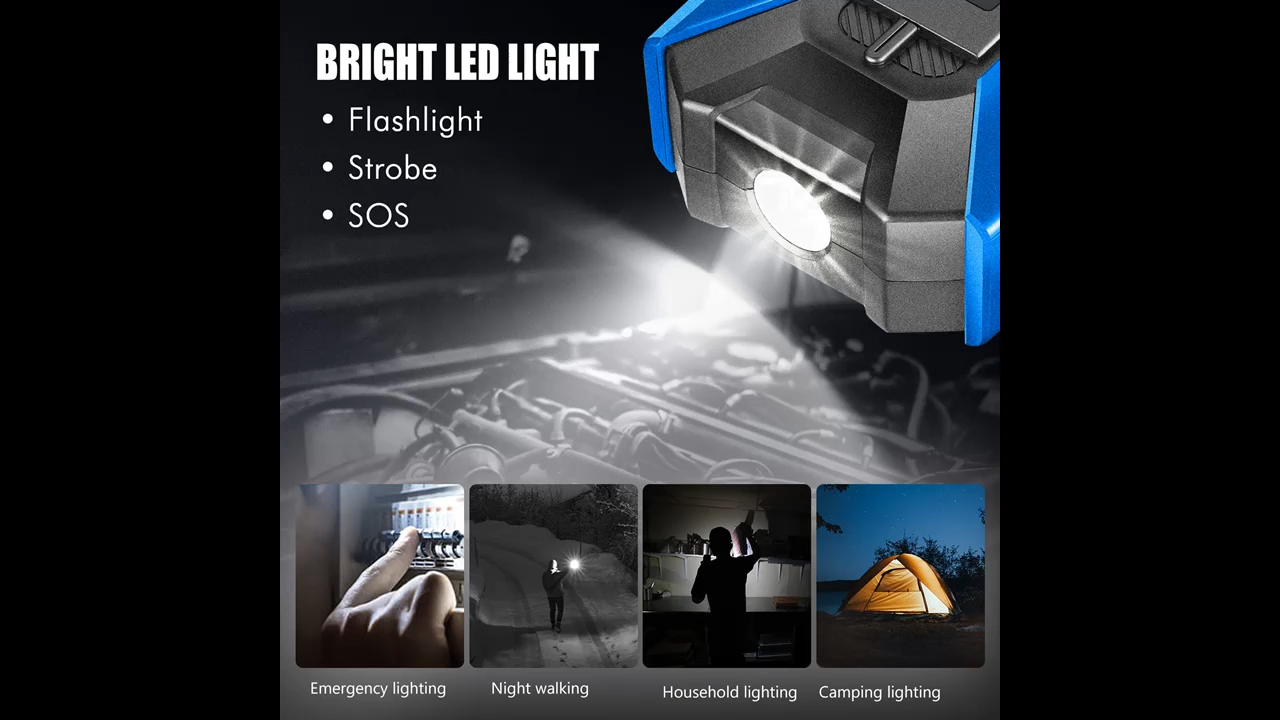 BRIGHT LED LIGHT
• Flashlight
• Strobe
• SOS
Emergency lighting
Night walking
Household lighting
Camping lighting